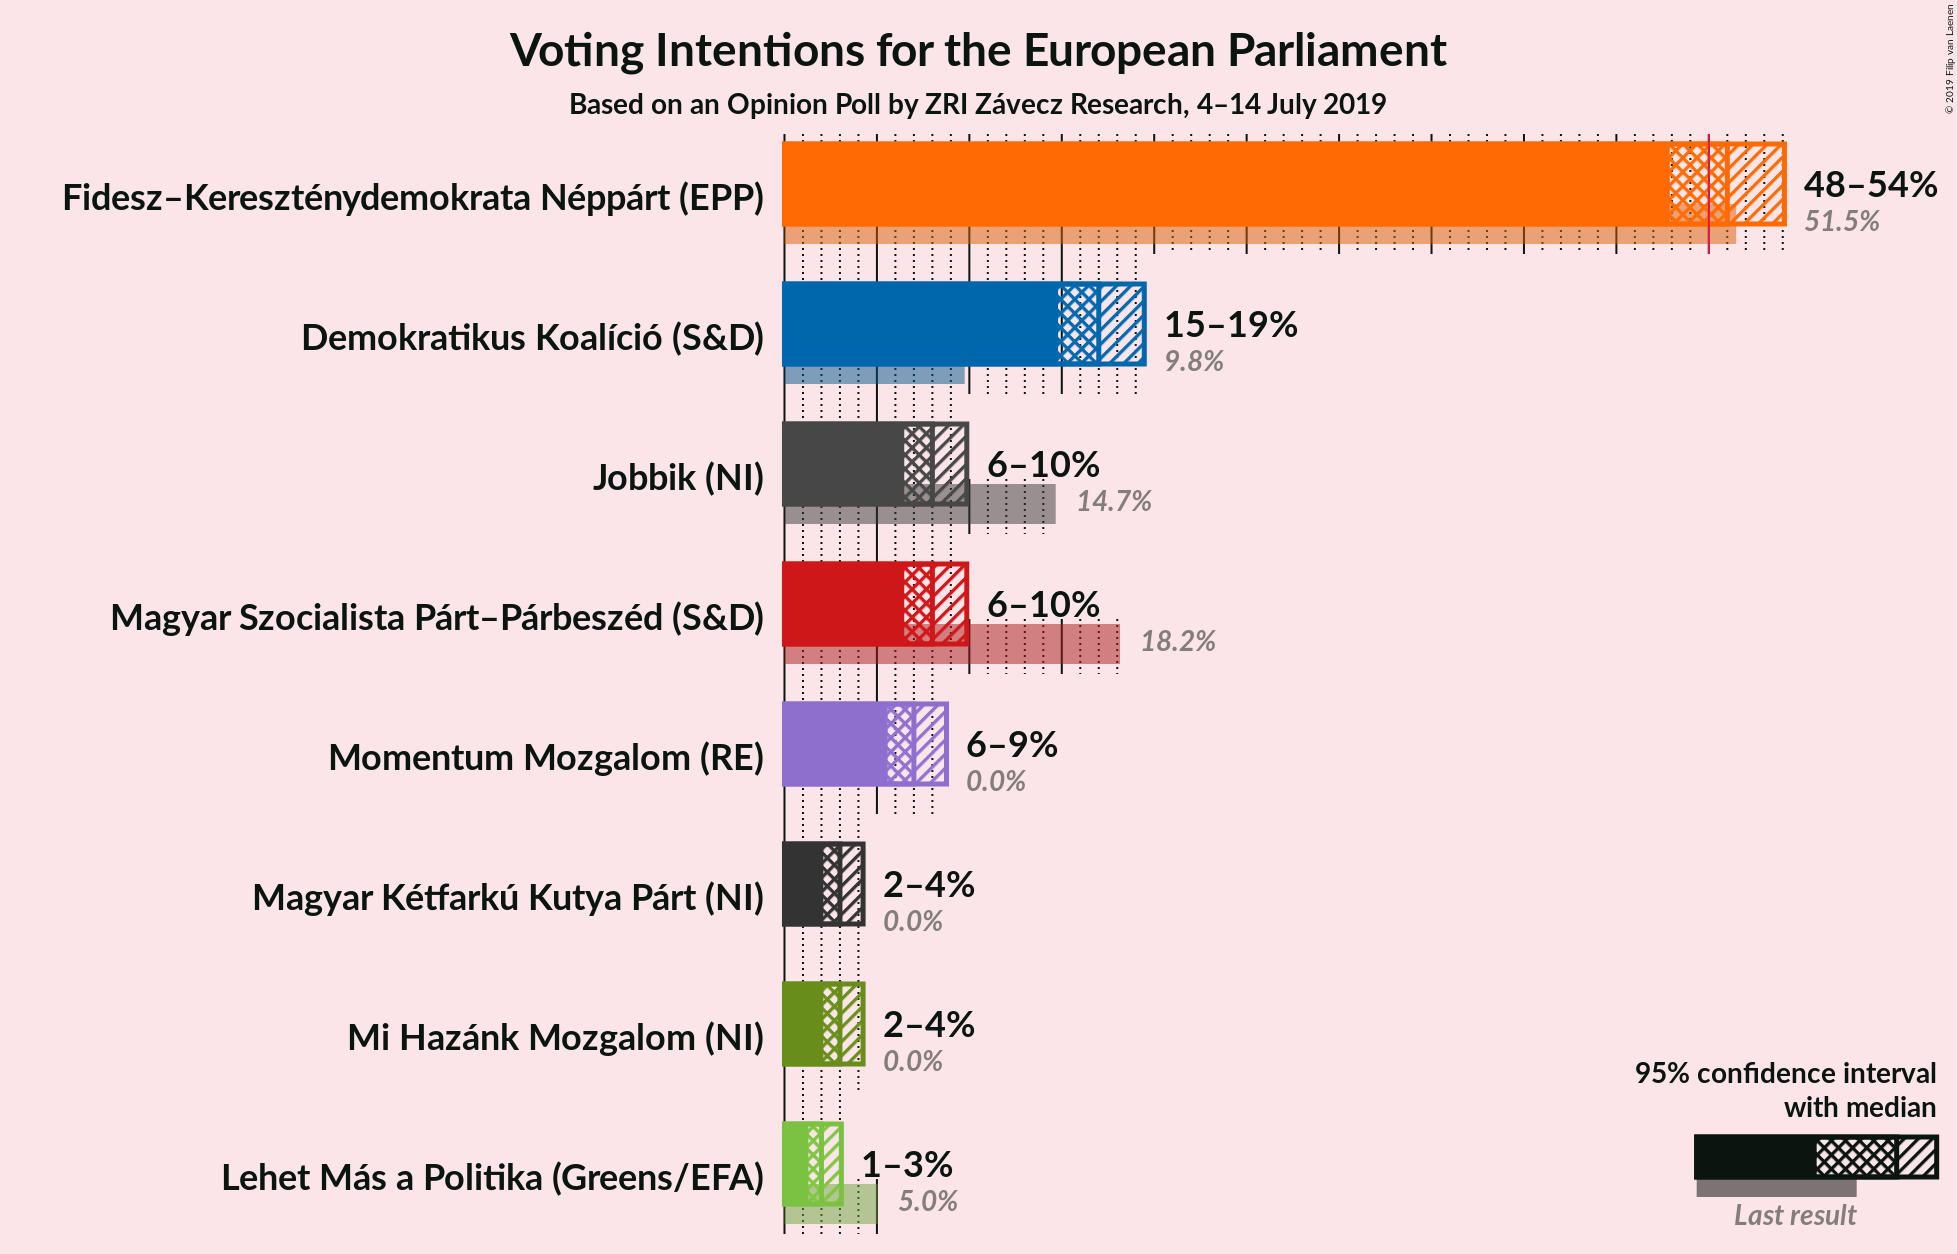 Voting Intentions for the European Parliament
Based on an Opinion Poll by ZRI Závecz Research, 4–14 July 2019
© 2019 Filip van Laenen
Fidesz–Kereszténydemokrata Néppárt (EPP)
48–54%
51.5%
Demokratikus Koalíció (S&D)
15–19%
9.8%
Jobbik (NI)
6–10%
14.7%
Magyar Szocialista Párt–Párbeszéd (S&D)
6–10%
18.2%
Momentum Mozgalom (RE)
6–9%
0.0%
Magyar Kétfarkú Kutya Párt (NI)
2–4%
0.0%
Mi Hazánk Mozgalom (NI)
2–4%
0.0%
Lehet Más a Politika (Greens/EFA)
1–3%
5.0%
95% confidence interval
with median
Last result